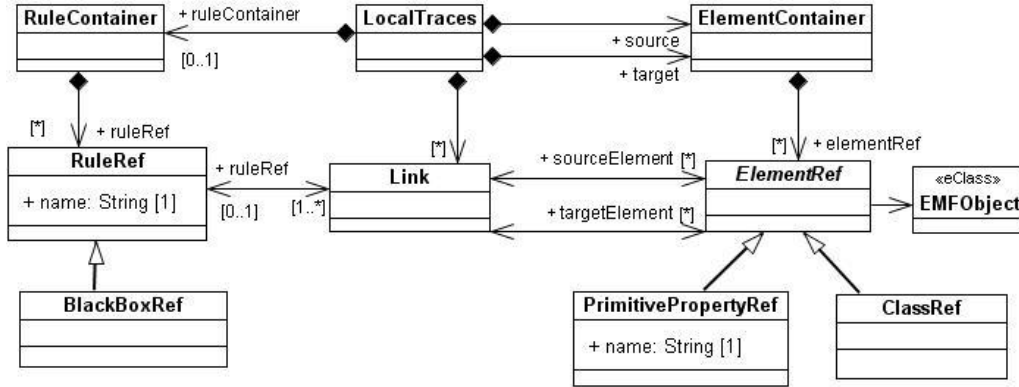 RuleContainer
+ ruleContainer
[0..1]
LocalTraces
+ source
+ target
ElementContainer
[*]
+ ruleRef
[*]
[*]
+ elementRef
RuleRef
+ name: String [1]
+ ruleRef
[0..1]
[1..*]
Link
+ sourceElement [*]
+ targetElement [*]
ElementRef
«eClass»
EMFObject
BlackBoxRef
PrimitivePropertyRef
+ name: String [1]
ClassRef